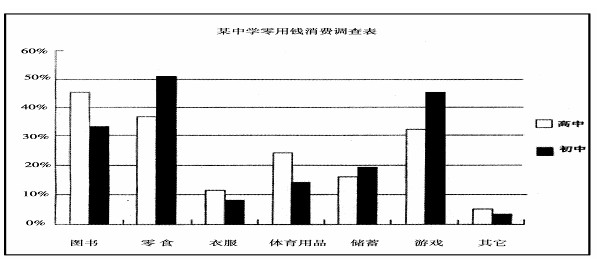 某中学零用钱消费调查表
60%
50%
40%
30%
20%
10%
0%
图书 零食 衣服 体育用品 储蓄 游戏 其它
高中
初中